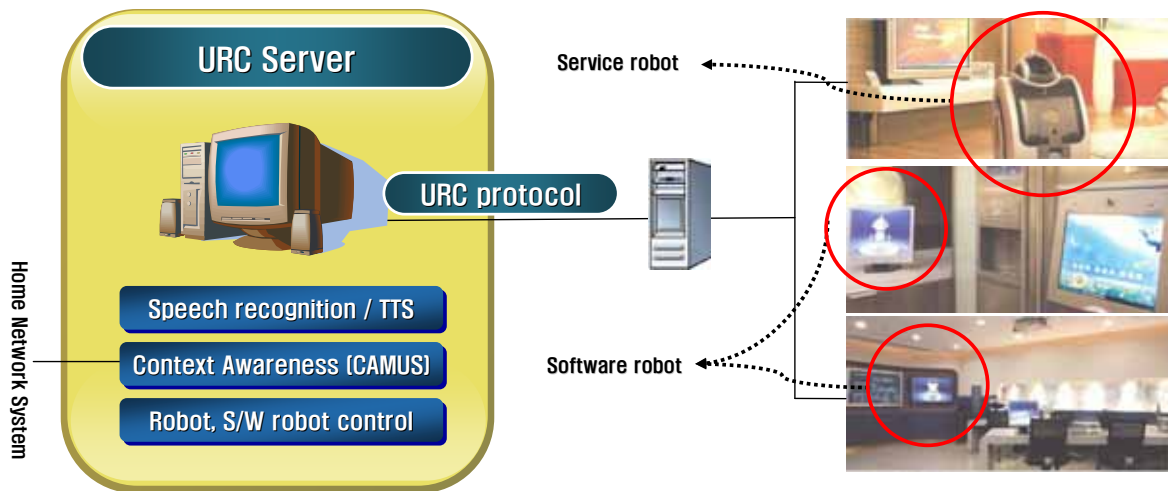 URC Server
URC protocol
Speech recognition / TTS
Context Awareness (CAMUS)
Robot, S/W robot control
Home Network System
Service robot
Software robot